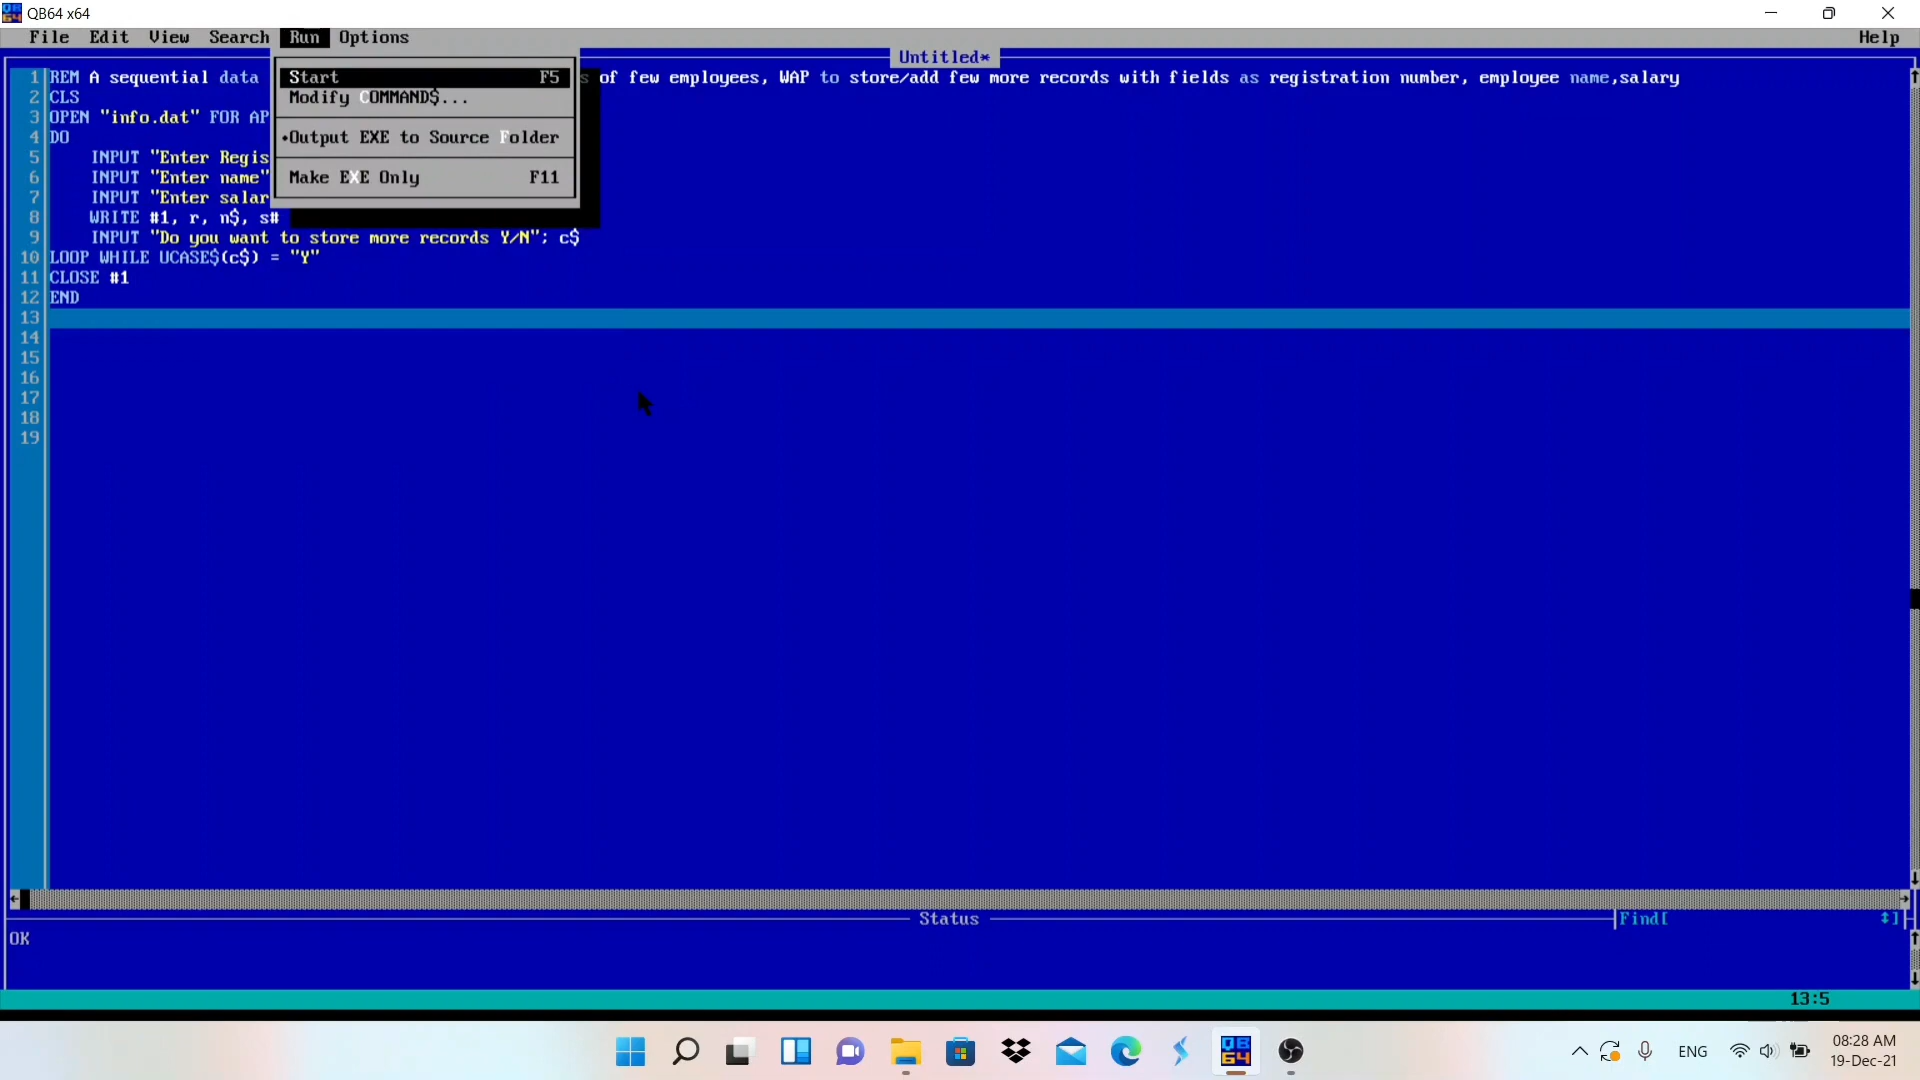 QB64 x64
File Edit View Search Run Options Help
Untitled*
Start F5
Modify COMMAND$...
Output EXE to Source Folder
Make EXE Only F11
1 REM A sequential data s of few employees, WAP to store/add few more records with fields as registration number, employee name,salary
2 CLS
3 OPEN "info.dat" FOR AP
4 DO
5 INPUT "Enter Regis
6 INPUT "Enter name"
7 INPUT "Enter salar
8 WRITE #1, r, n$, s#
9 INPUT "Do you want to store more records Y/N"; c$
10 LOOP WHILE UCASE$(c$) = "Y"
11 CLOSE #1
12 END
13
14
15
16
17
18
19
Status
Find[ ]
OK
13:5
ENG
08:28 AM
19-Dec-21